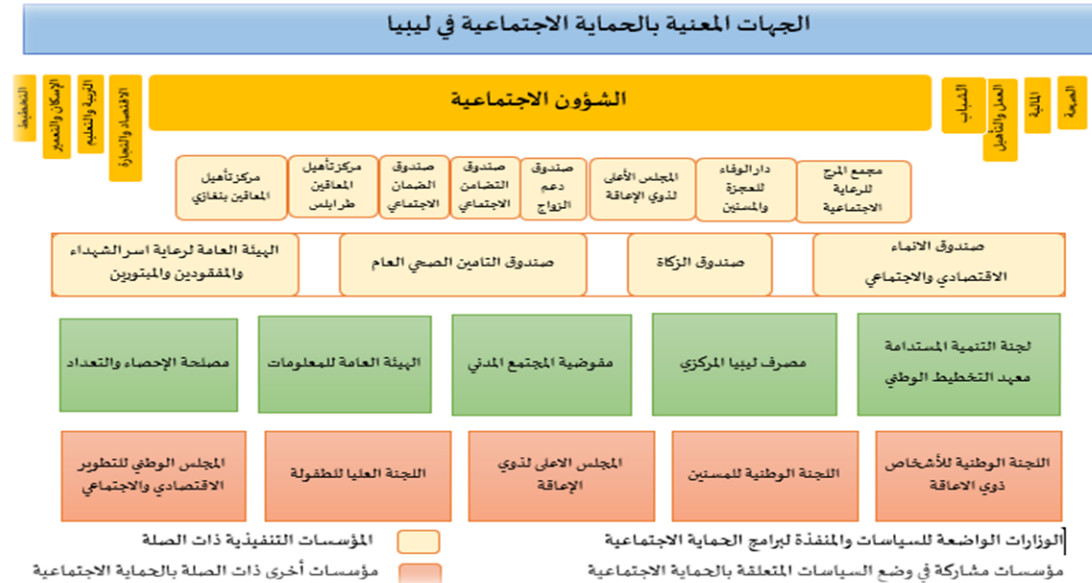 الجهات المعنية بالحماية الاجتماعية في ليبيا
الصحة
المالية
العمل والتأهيل
الشباب
الشؤون الاجتماعية
الاقتصاد والتجارة
التربية والتعليم
الإسكان والتعمير
التخطيط
مجمع المرج
للرعاية
الاجتماعية
دار الوفاء
للعجزة
والمسنين
المجلس الأعلى
لذوي الإعاقة
صندوق
دعم
الزواج
صندوق
التضامن
الاجتماعي
صندوق
الضمان
الاجتماعي
مركز تأهيل
المعاقين
طرابلس
مركز تأهيل
المعاقين بنغازي
صندوق الانماء
الاقتصادي والاجتماعي
صندوق الزكاة
صندوق التامين الصحي العام
الهيئة العامة لرعاية اسر الشهداء
والمفقودين والمبتورين
لجنة التنمية المستدامة
معهد التخطيط الوطني
مصرف ليبيا المركزي
مفوضية المجتمع المدني
الهيئة العامة للمعلومات
مصلحة الإحصاء والتعداد
اللجنة الوطنية للأشخاص
ذوي الاعاقة
اللجنة الوطنية للمسنين
المجلس الاعلى لذوي
الإعاقة
اللجنة العليا للطفولة
المجلس الوطني للتطوير
الاقتصادي والاجتماعي
الوزارات الواضعة للسياسات والمنفذة لبرامج الحماية الاجتماعية
المؤسسات التنفيذية ذات الصلة
مؤسسات مشاركة في وضع السياسات المتعلقة بالحماية الاجتماعية
مؤسسات أخرى ذات الصلة بالحماية الاجتماعية